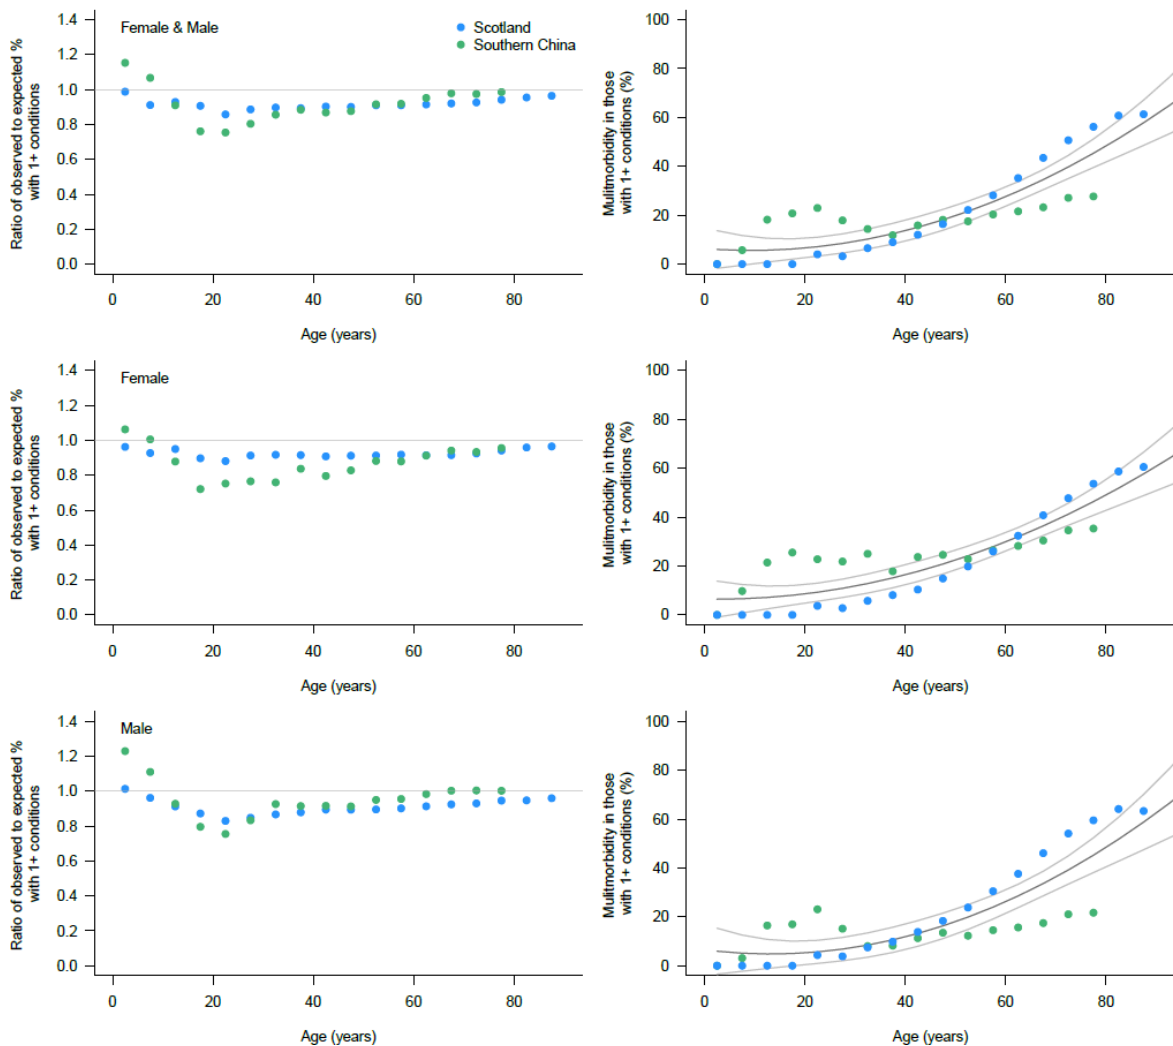 Female & Male
Scotland
Southern China
Ratio of observed to expected %
with 1+ conditions
1.4
1.2
1.0
0.8
0.6
0.4
0.2
0.0
0 20 40 60 80
Age (years)
Mulitmorbidity in those
with 1+ conditions (%)
100
80
60
40
20
0
0 20 40 60 80
Age (years)
Female
Ratio of observed to expected %
with 1+ conditions
1.4
1.2
1.0
0.8
0.6
0.4
0.2
0.0
0 20 40 60 80
Age (years)
Mulitmorbidity in those
with 1+ conditions (%)
100
80
60
40
20
0
0 20 40 60 80
Age (years)
Male
Ratio of observed to expected %
with 1+ conditions
1.4
1.2
1.0
0.8
0.6
0.4
0.2
0.0
0 20 40 60 80
Age (years)
Mulitmorbidity in those
with 1+ conditions (%)
100
80
60
40
20
0
0 20 40 60 80
Age (years)